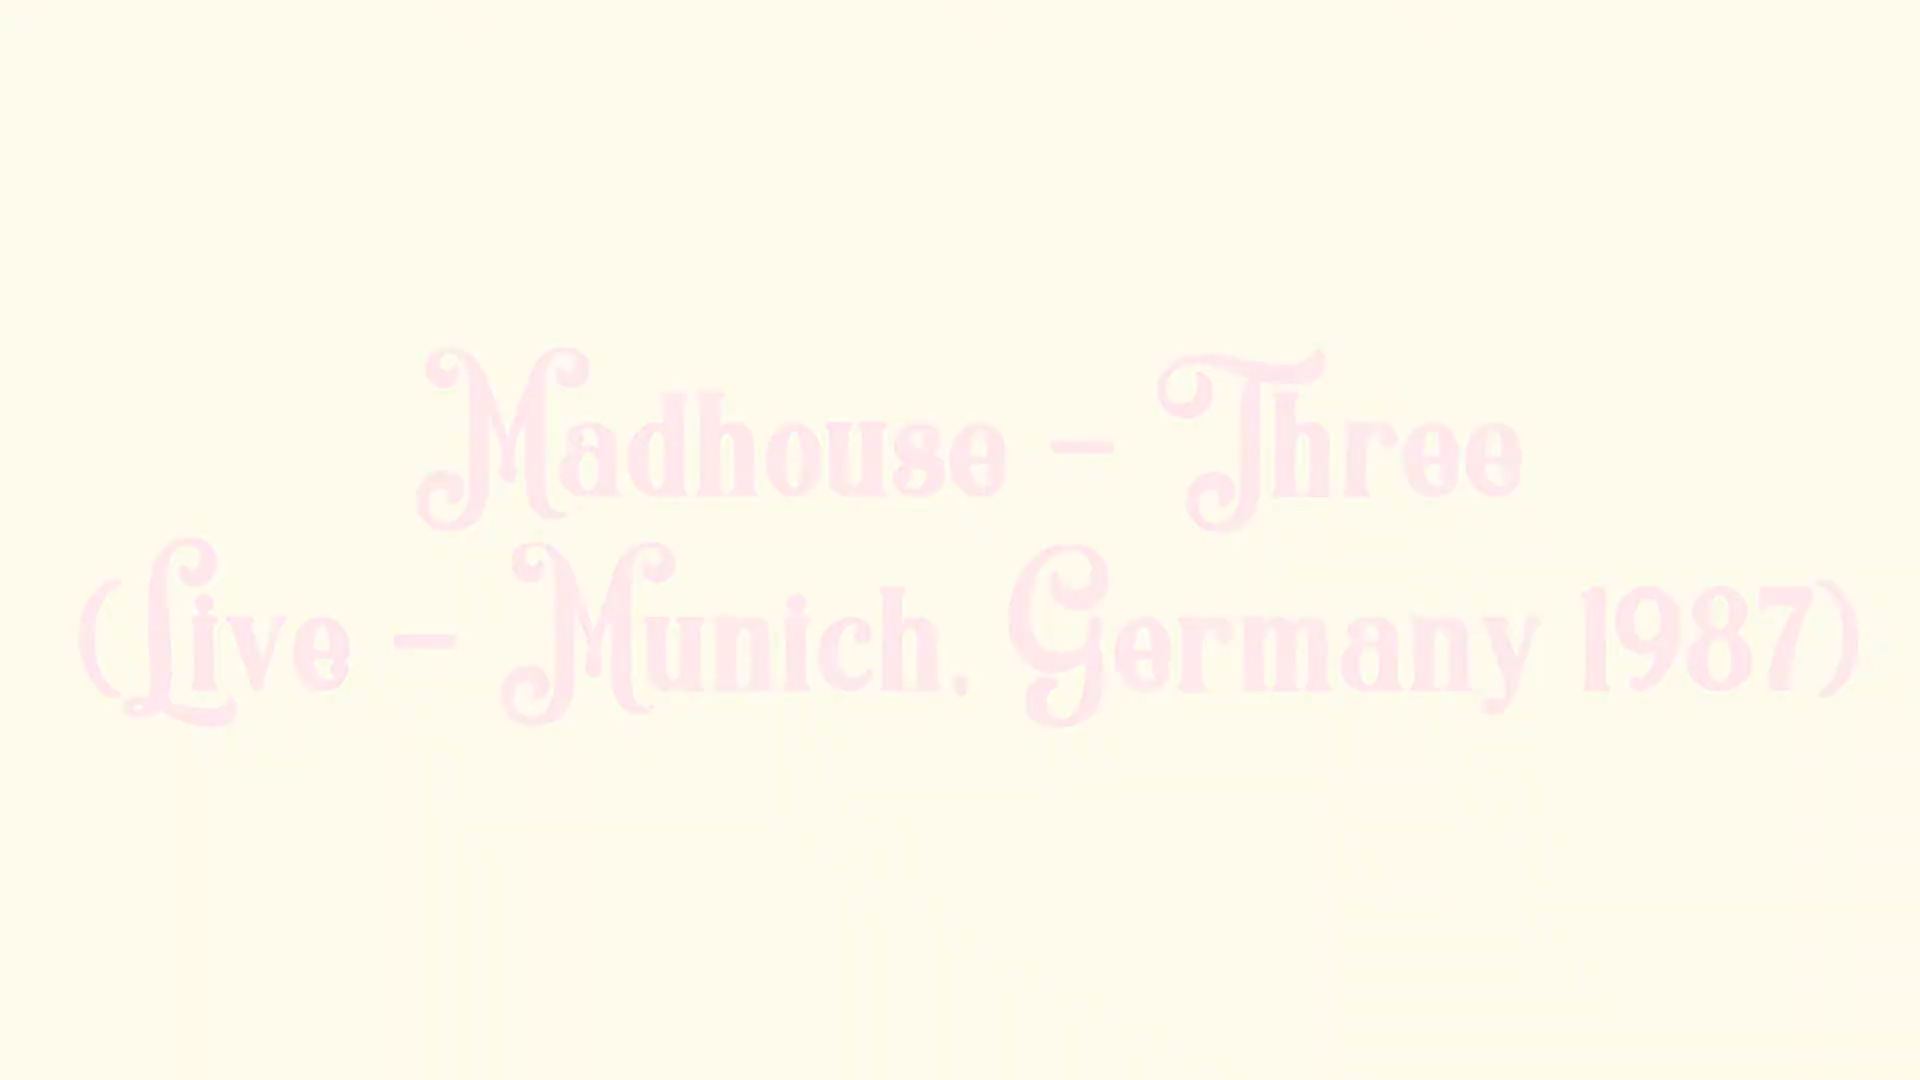 Madhouse - Three
(Live - Munich, Germany 1987)